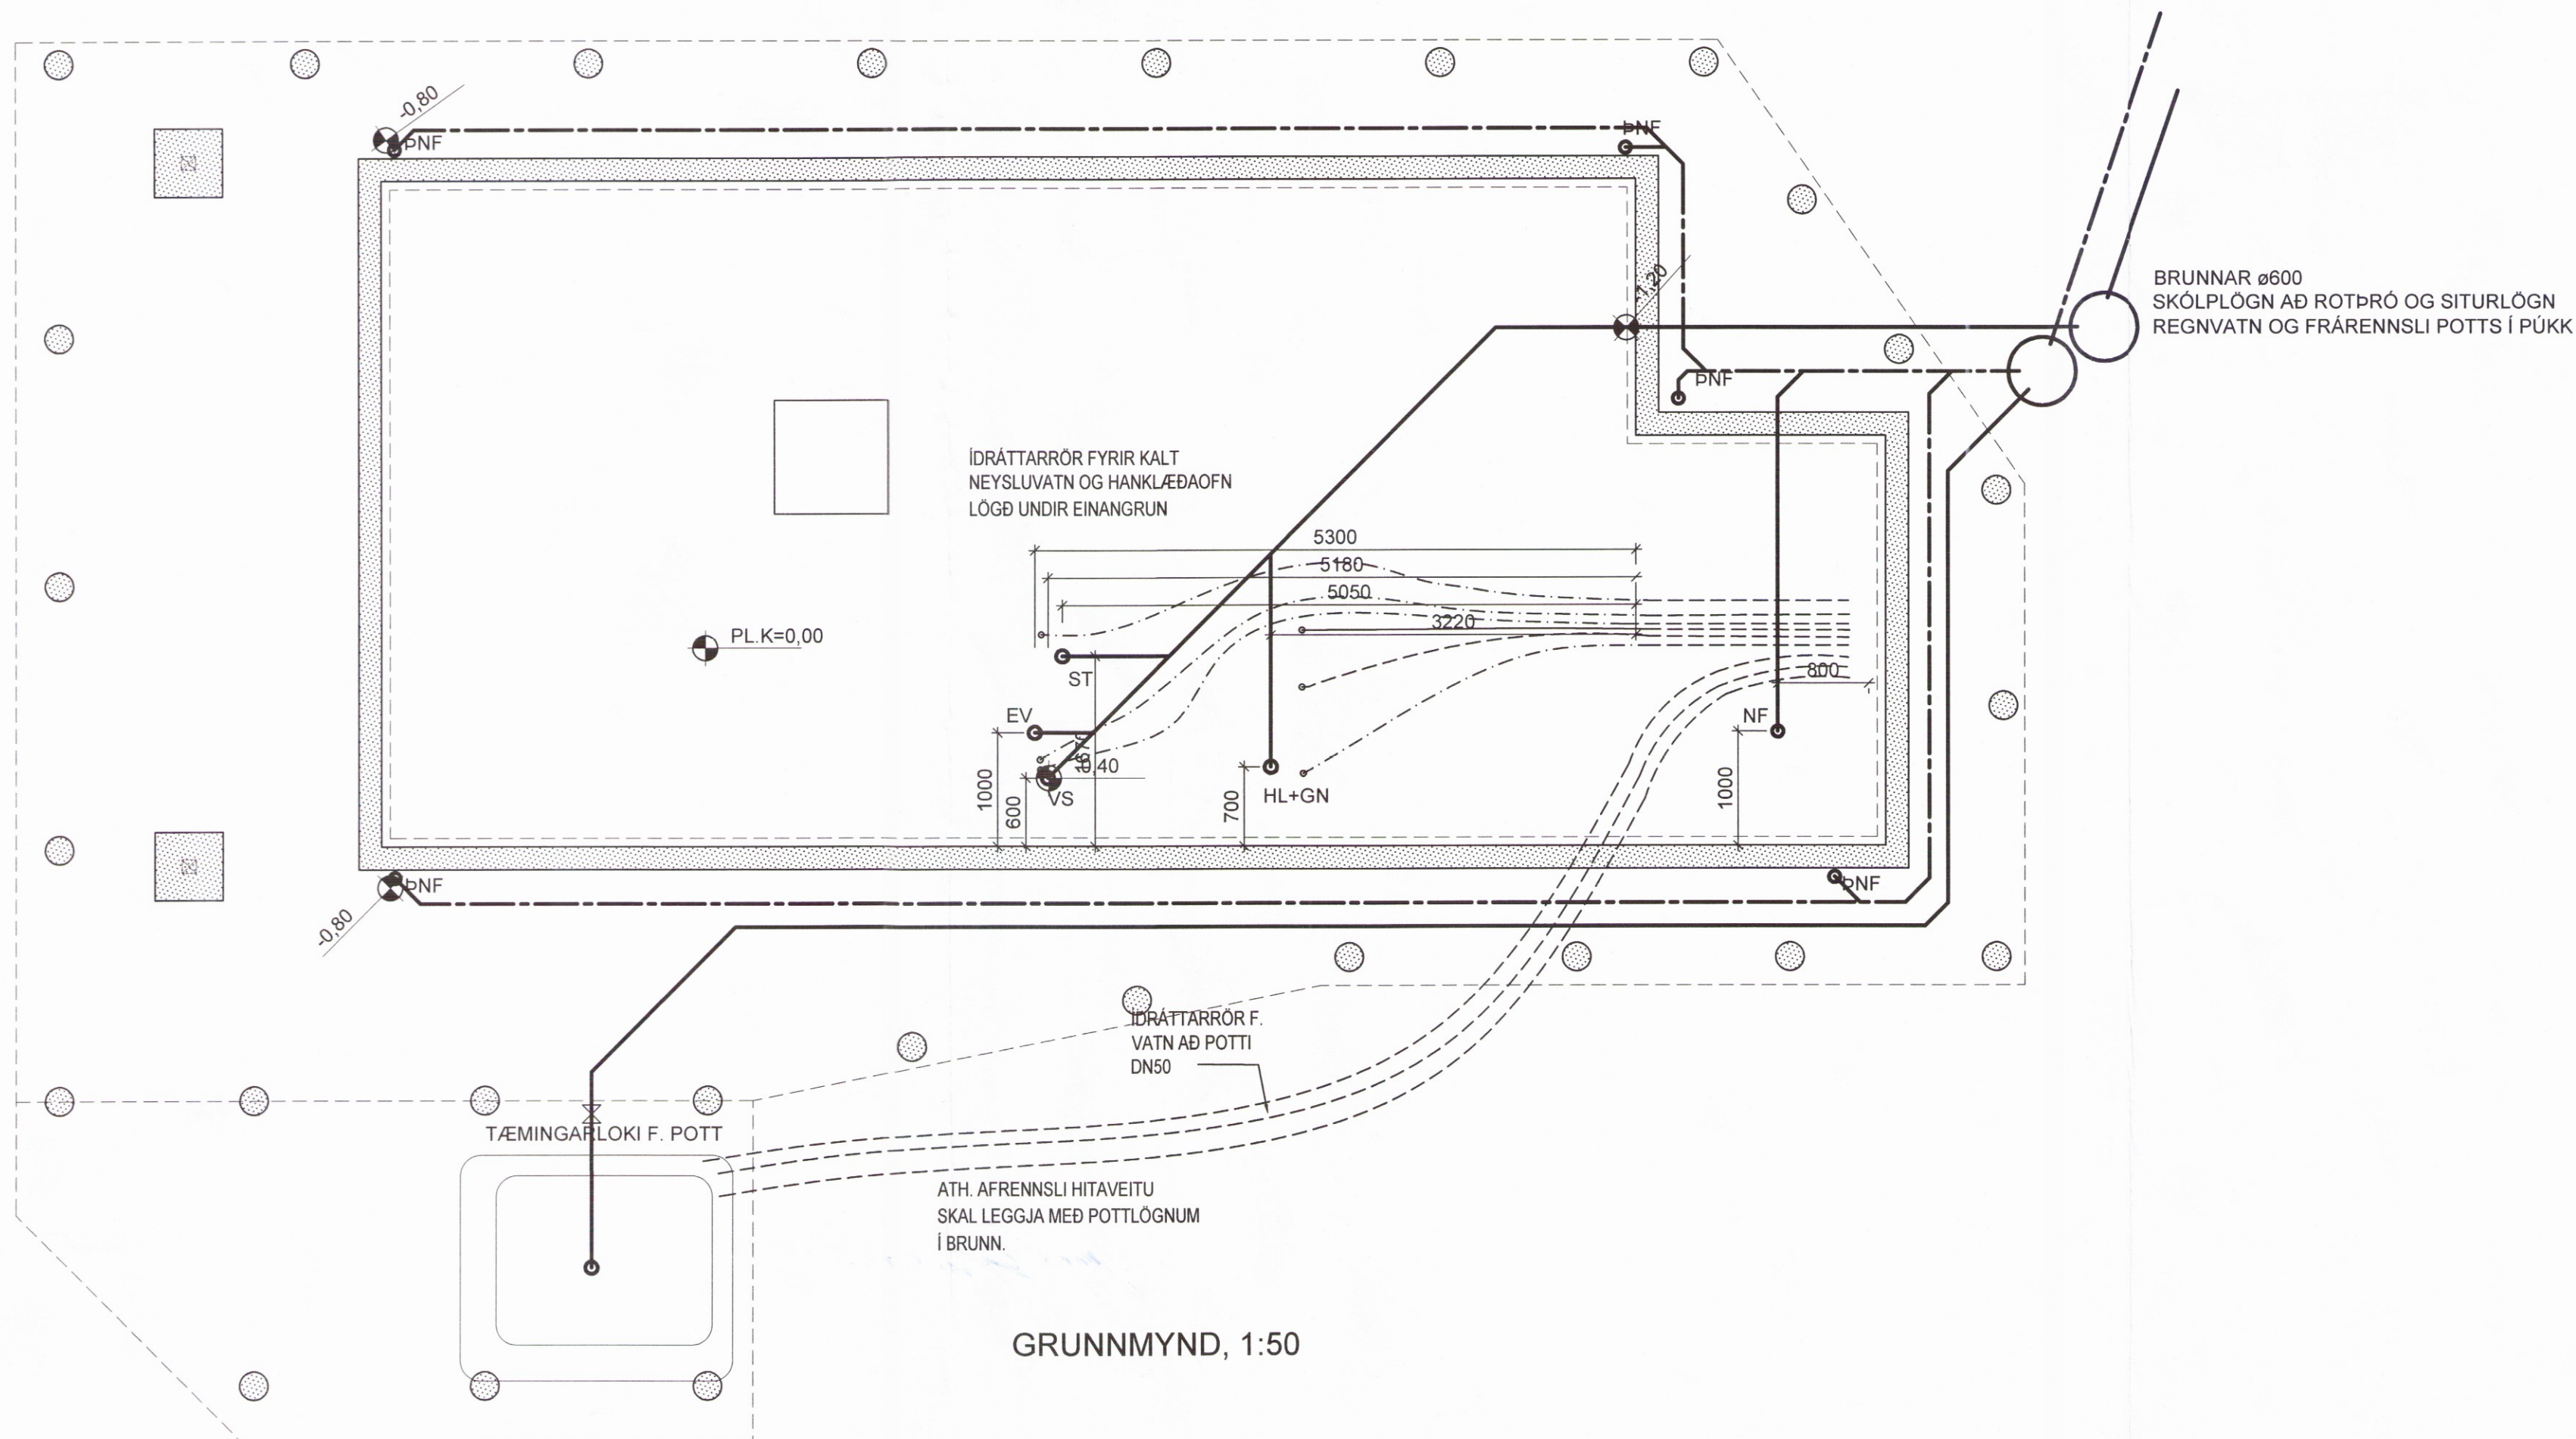 -0,80
ÞNF
ÞNF
-1,20
BRUNNAR ø600
SKÓLPLÖGN AÐ ROTÞRÓ OG SITURLÖGN
REGNVATN OG FRÁRENNSLI POTTS Í PÚKK
ÞNF
ÍDRÁTTARRÖR FYRIR KALT
NEYSLUVATN OG HANKLÆÐAOFN
LÖGÐ UNDIR EINANGRUN
5300
5180
5050
3220
PL.K=0,00
ST
800
EV
NF
1670
-0,40
1000
600
VS
700
HL+GN
1000
ÞNF
ÞNF
-0,80
ÍDRÁTTARRÖR F.
VATN AÐ POTTI
DN50
TÆMINGARLOKI F. POTT
ATH. AFRENNSLI HITAVEITU
SKAL LEGGJA MEÐ POTTLÖGNUM
Í BRUNN.
GRUNNMYND, 1:50